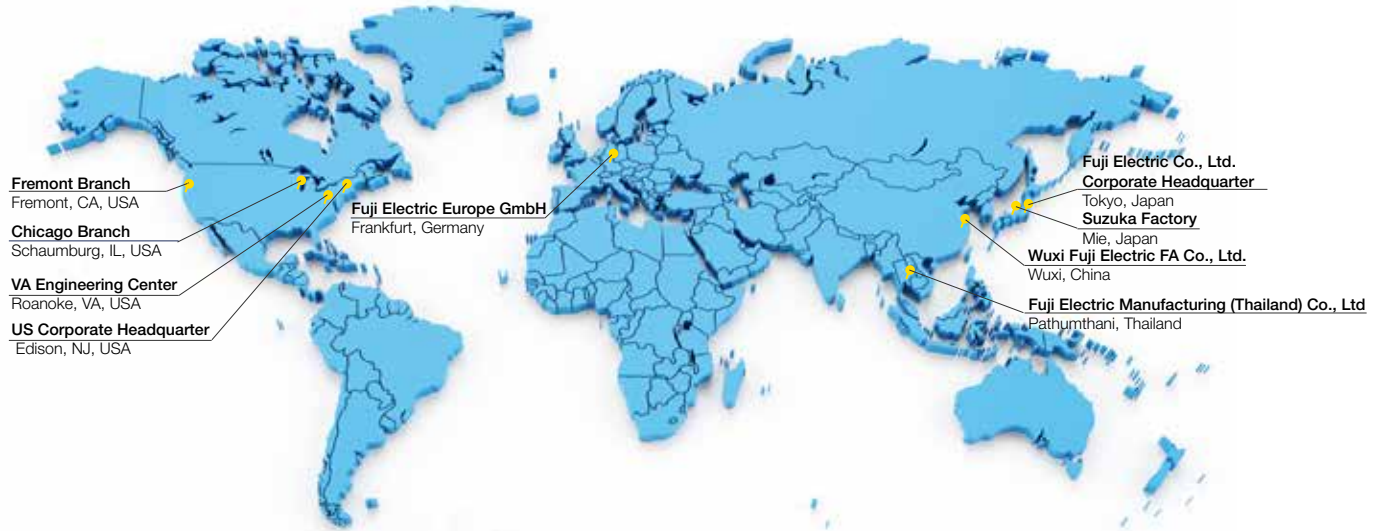 Fremont Branch
Fremont, CA, USA
Chicago Branch
Schaumburg, IL, USA
VA Engineering Center
Roanoke, VA, USA
US Corporate Headquarter
Edison, NJ, USA
Fuji Electric Europe GmbH
Frankfurt, Germany
Fuji Electric Co., Ltd.
Corporate Headquarter
Tokyo, Japan
Suzuka Factory
Mie, Japan
Wuxi Fuji Electric FA Co., Ltd.
Wuxi, China
Fuji Electric Manufacturing (Thailand) Co., Ltd
Pathumthani, Thailand